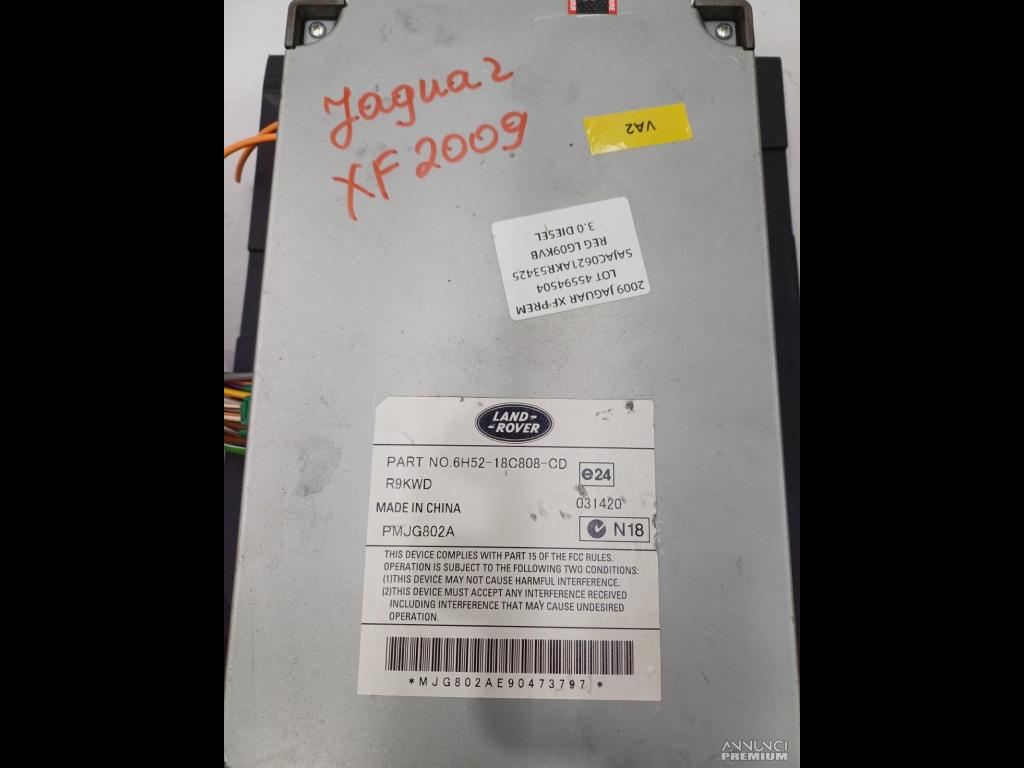 Jaguar
XF 2009
VA2
2009 JAGUAR XF PREM
LOT 45594504
SAJAC0621AKR53425
REG LG09KVB
3.0 DIESEL
LAND-
-ROVER
PART NO.6H52-18C808-CD
e24
R9KWD
MADE IN CHINA
031420
PMJG802A
N18
THIS DEVICE COMPLIES WITH PART 15 OF THE FCC RULES.
OPERATION IS SUBJECT TO THE FOLLOWING TWO CONDITIONS:
(1)THIS DEVICE MAY NOT CAUSE HARMFUL INTERFERENCE.
(2)THIS DEVICE MUST ACCEPT ANY INTERFERENCE RECEIVED
INCLUDING INTERFERENCE THAT MAY CAUSE UNDESIRED
OPERATION.
*MJG802AE90473797*
ANNUNCI
PREMIUM